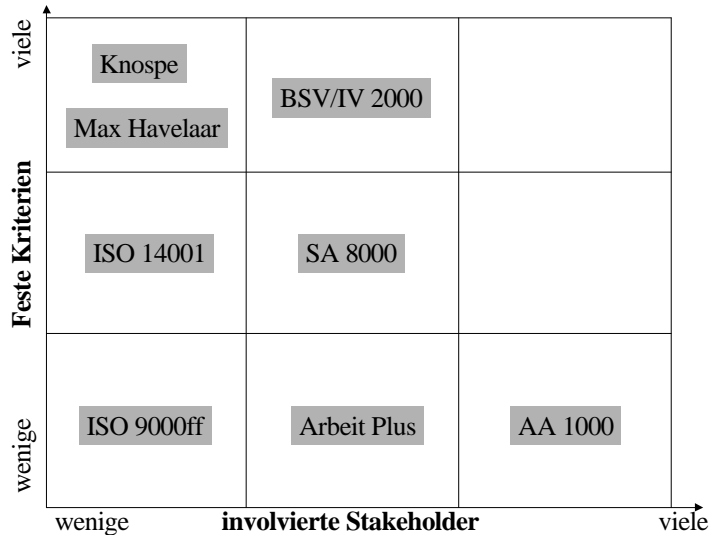 viele
Knospe
BSV/IV 2000
Max Havelaar
Feste Kriterien
ISO 14001
SA 8000
wenige
ISO 9000ff
Arbeit Plus
AA 1000
wenige
involvierte Stakeholder
viele